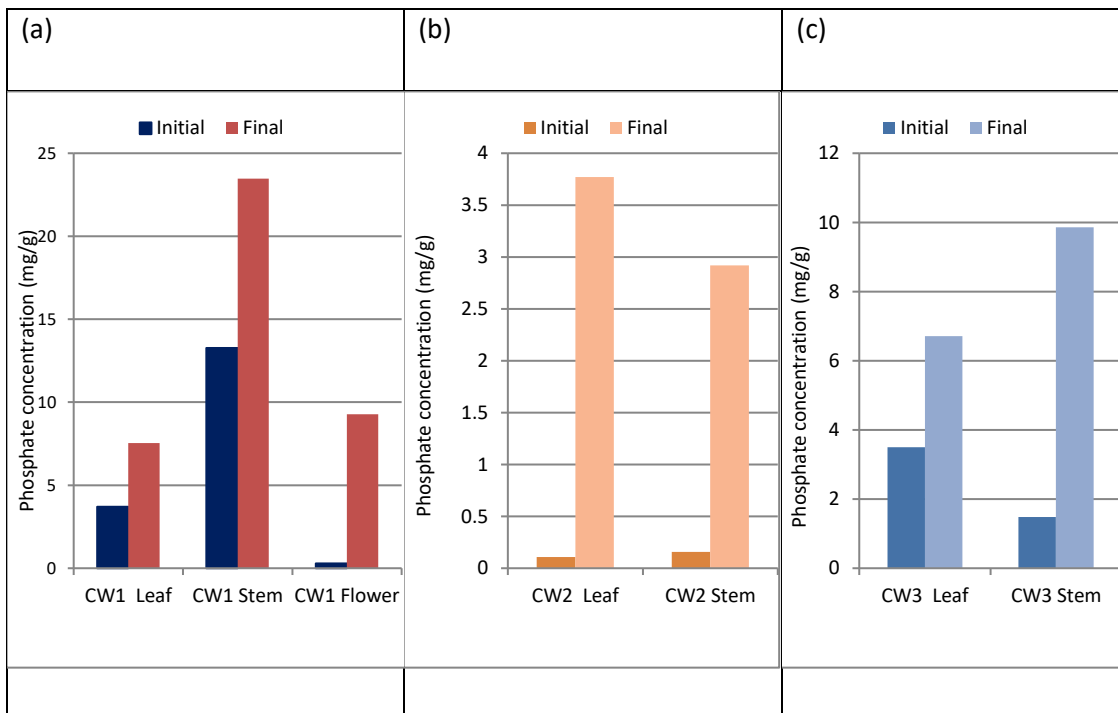 (a)
(b)
(c)
Initial Final
25
20
15
10
5
0
Phosphate concentration (mg/g)
CW1 Leaf CW1 Stem CW1 Flower
Initial Final
4
3.5
3
2.5
2
1.5
1
0.5
0
Phosphate concentration (mg/g)
CW2 Leaf CW2 Stem
Initial Final
12
10
8
6
4
2
0
Phosphate concentration (mg/g)
CW3 Leaf CW3 Stem